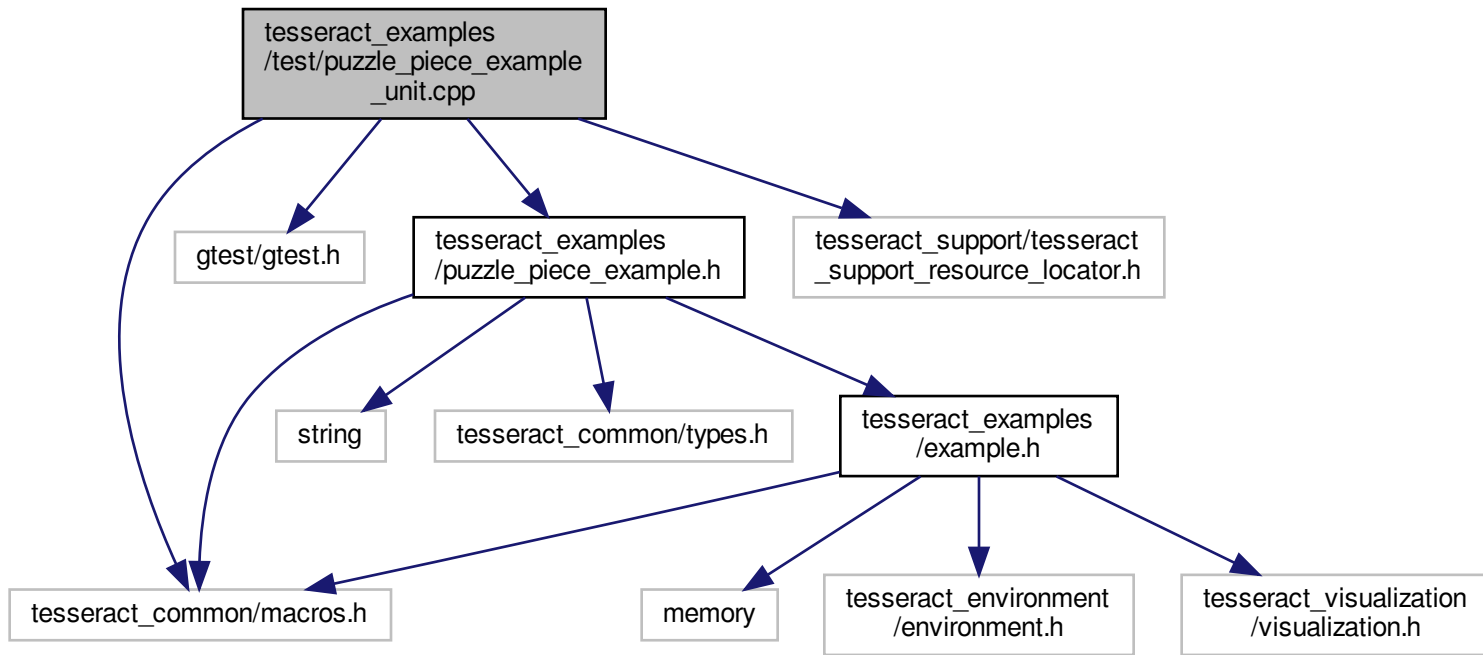 tesseract_examples
/test/puzzle_piece_example
_unit.cpp
gtest/gtest.h
tesseract_examples
/puzzle_piece_example.h
tesseract_support/tesseract
_support_resource_locator.h
string
tesseract_common/types.h
tesseract_examples
/example.h
tesseract_common/macros.h
memory
tesseract_environment
/environment.h
tesseract_visualization
/visualization.h